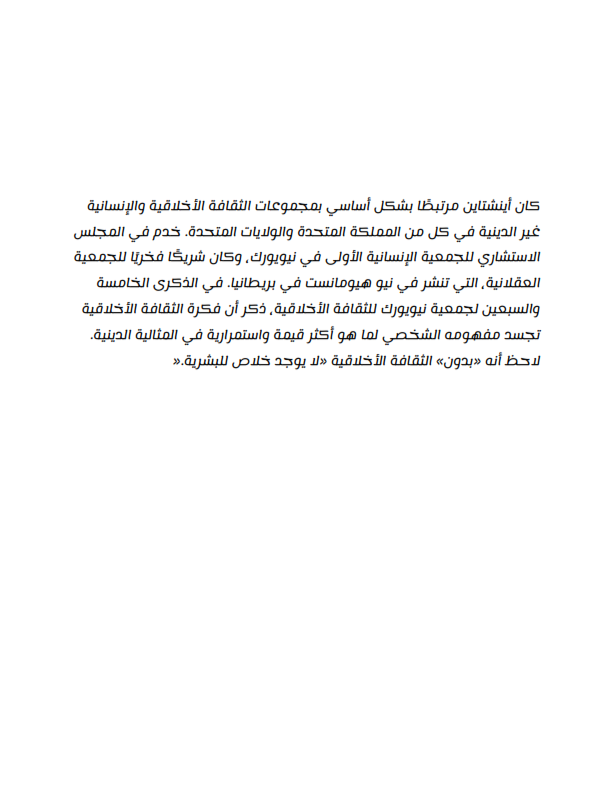 كان أينشتاين مرتبطًا بشكل أساسي بمجموعات الثقافة الأخلاقية والإنسانية
غير الدينية في كل من المملكة المتحدة والولايات المتحدة. خدم في المجلس
الاستشاري للجمعية الإنسانية الأولى في نيويورك، وكان شريكًا فخريًا للجمعية
العقلانية، التي تنشر في نيو هيومانست في بريطانيا. في الذكرى الخامسة
والسبعين لجمعية نيويورك للثقافة الأخلاقية، ذكر أن فكرة الثقافة الأخلاقية
تجسد مفهومه الشخصي لما هو أكثر قيمة واستمرارية في المثالية الدينية.
لاحظ أنه «بدون» الثقافة الأخلاقية «لا يوجد خلاص للبشرية.«